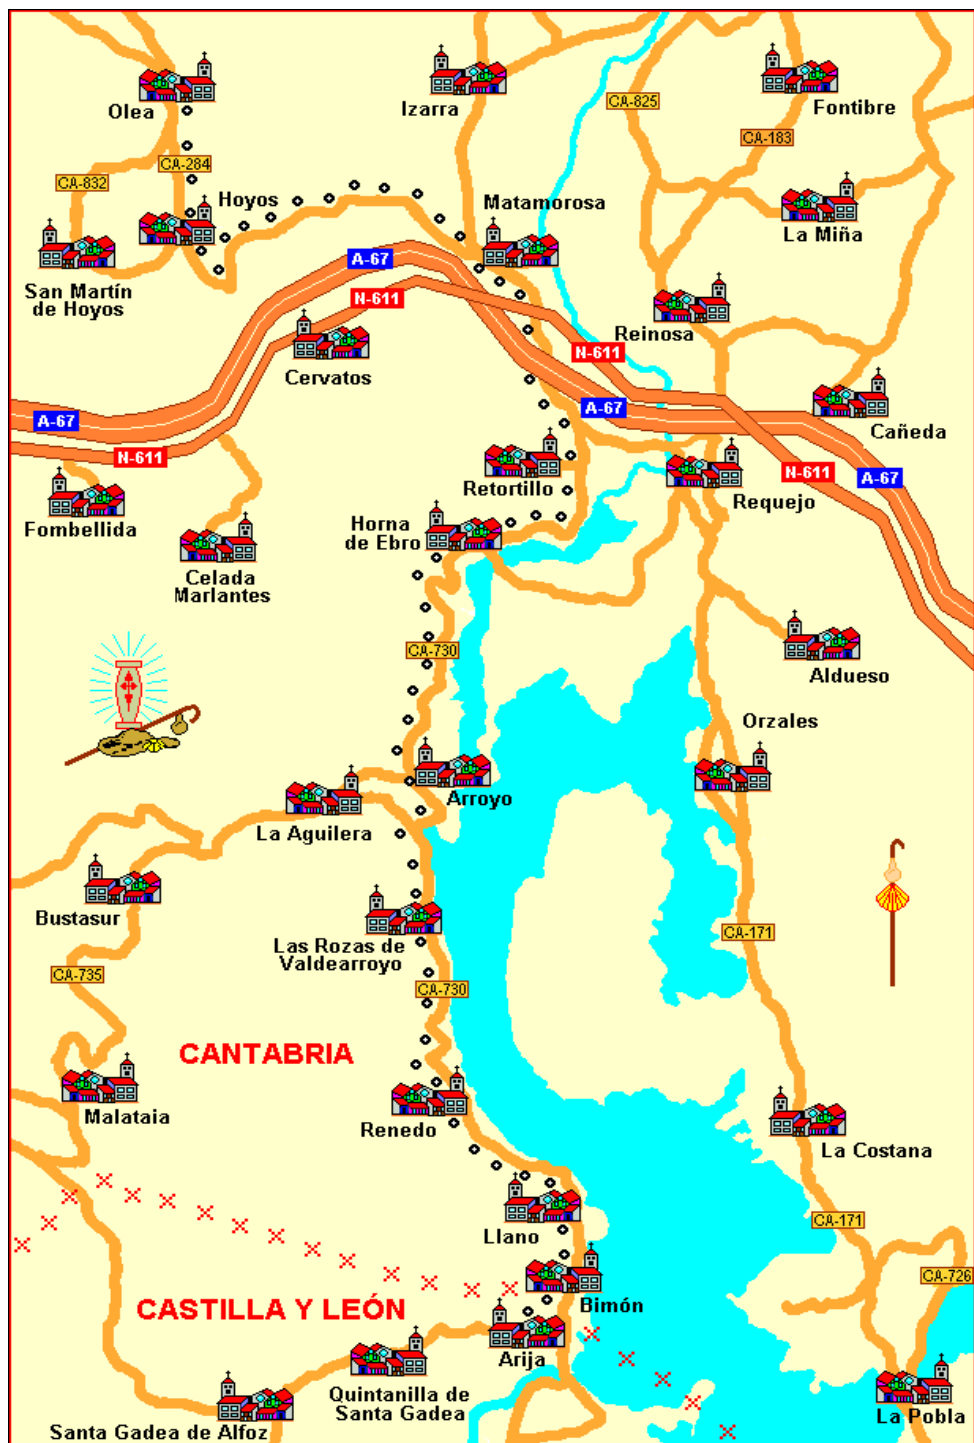 Olea
Izarra
CA-825
Fontibre
CA-183
CA-284
CA-832
Hoyos
Matamorosa
La Miña
A-67
San Martín
de Hoyos
N-611
Reinosa
N-611
Cervatos
A-67
A-67
Cañeda
N-611
Retortillo
N-611
A-67
Fombellida
Requejo
Horna
de Ebro
Celada
Marlantes
CA-730
Aldueso
Orzales
Arroyo
La Aguilera
Bustasur
CA-171
Las Rozas de
Valdearroyo
CA-735
CA-730
CANTABRIA
Malataia
Renedo
La Costana
CA-171
Llano
CA-726
CASTILLA Y LEÓN
Bimón
Arija
Quintanilla de
Santa Gadea
La Pobla
Santa Gadea de Alfoz